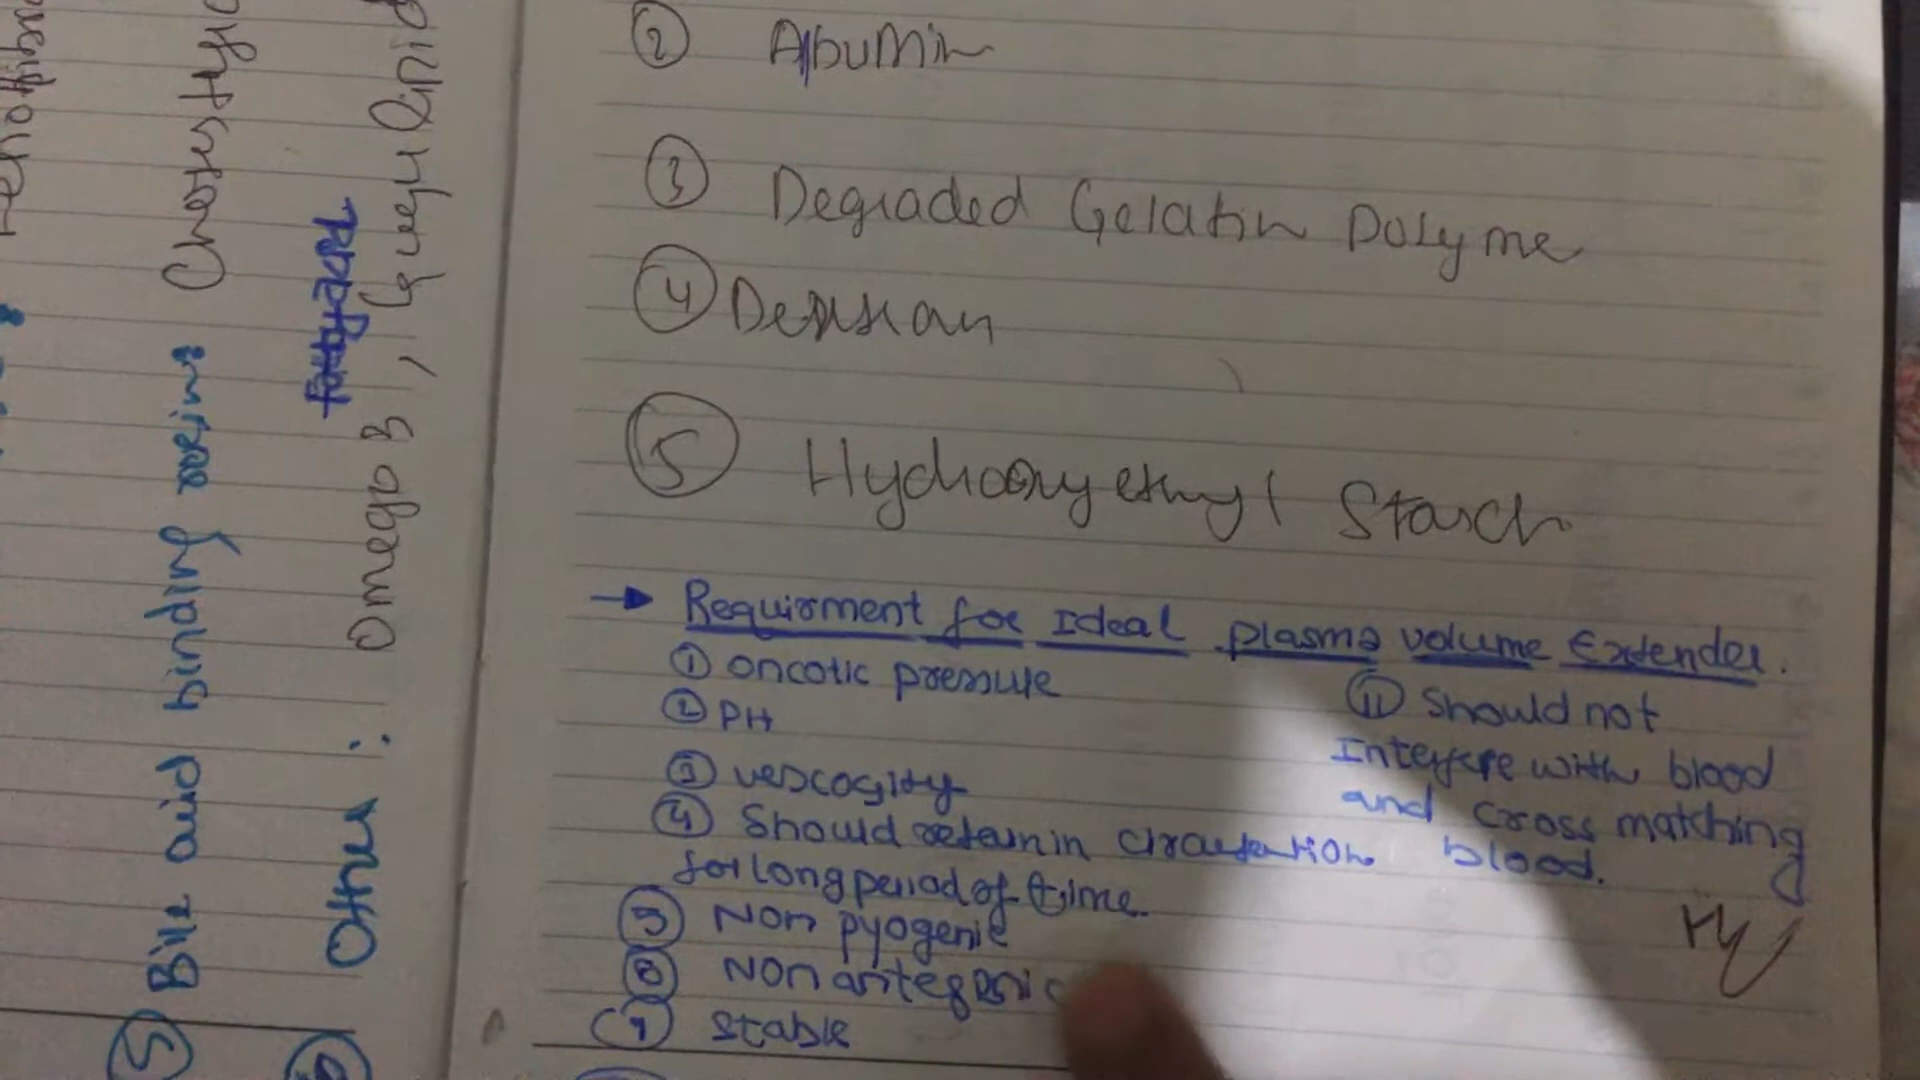 ② Albumin
③ Degraded Gelatin Polyme
④ Dextran
⑤ Hydroxyethyl Starch
→ Requirment for Ideal plasma volume Extender.
① oncotic pressure
② PH
③ vescosity
④ Should retain in circulation
for long period of time.
⑤ Non pyogenic
⑥ Non antegenic
⑦ Stable
⑪ Should not
Interfere with blood
and cross matching
blood.
⑤ Bile acid binding resins
Other : Omega 3,
fattyacid